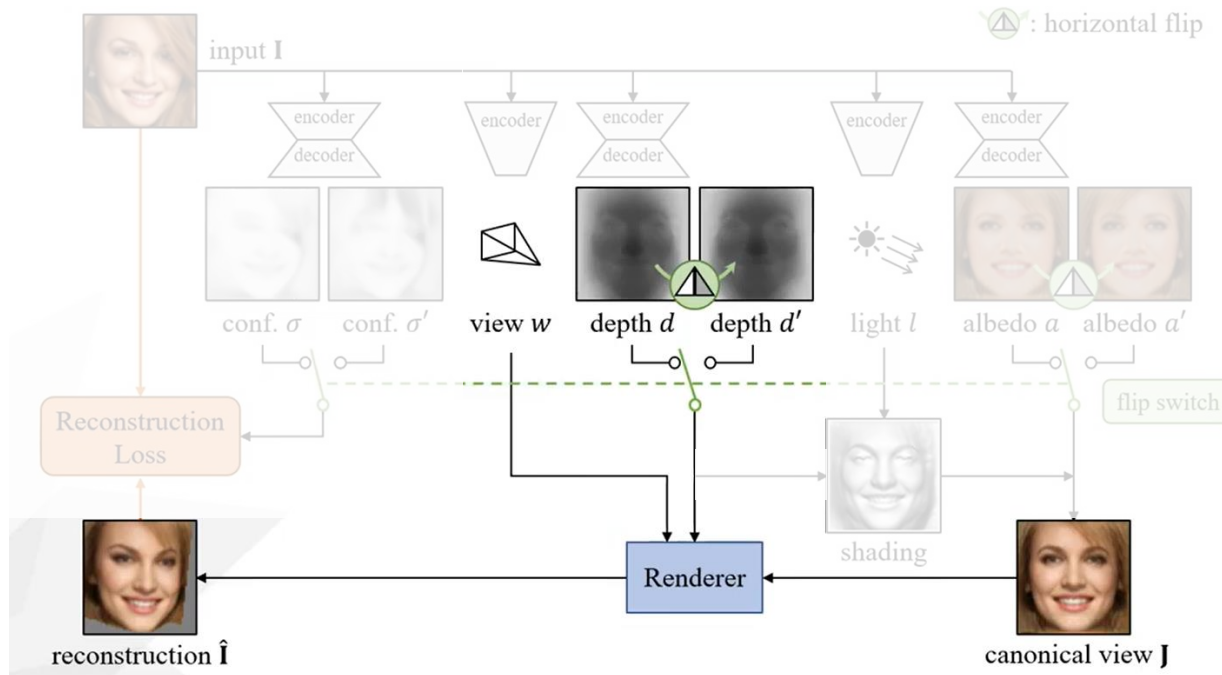 : horizontal flip
input I
encoder
decoder
encoder
encoder
decoder
encoder
encoder
decoder
conf. σ
conf. σ′
view w
depth d
depth d′
light l
albedo a
albedo a′
flip switch
Reconstruction
Loss
shading
Renderer
reconstruction Î
canonical view J